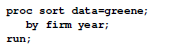 proc sort data=greene;
by firm year;
run;